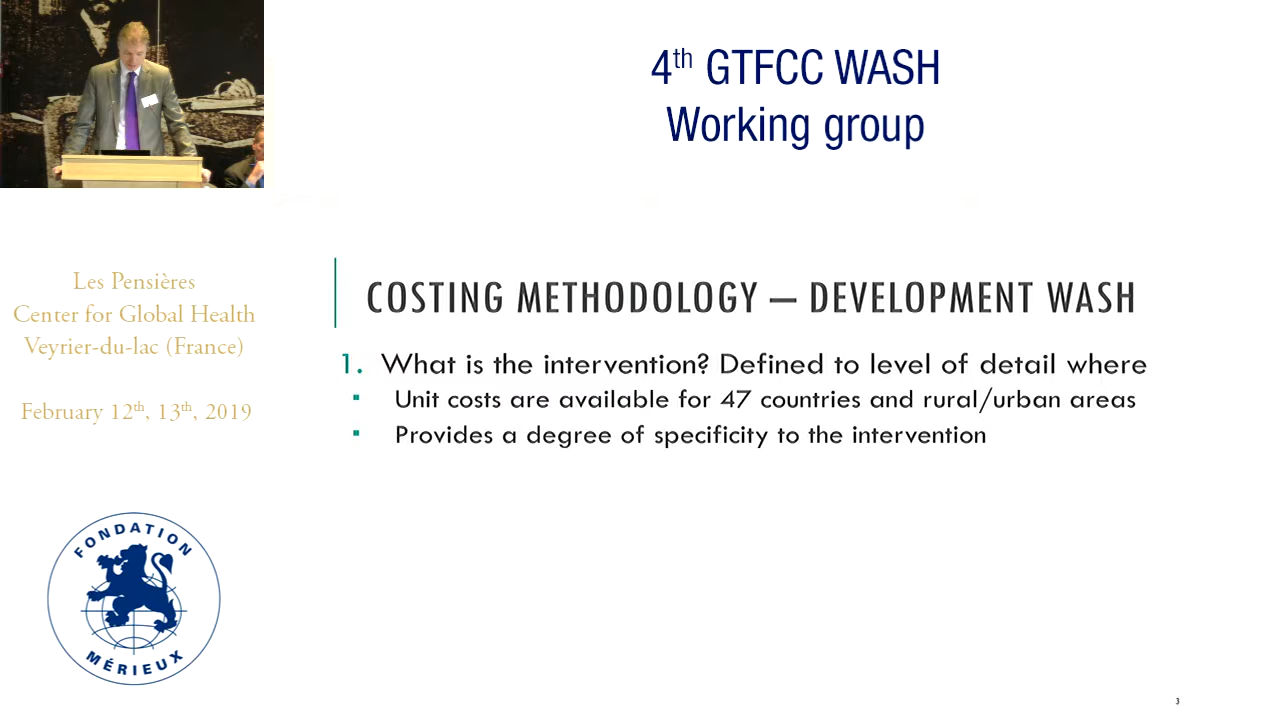 4th GTFCC WASH
Working group
Les Pensières
Center for Global Health
Veyrier-du-lac (France)
February 12th, 13th, 2019
FONDATION
MÉRIEUX
COSTING METHODOLOGY – DEVELOPMENT WASH
1. What is the intervention? Defined to level of detail where
▪ Unit costs are available for 47 countries and rural/urban areas
▪ Provides a degree of specificity to the intervention
3